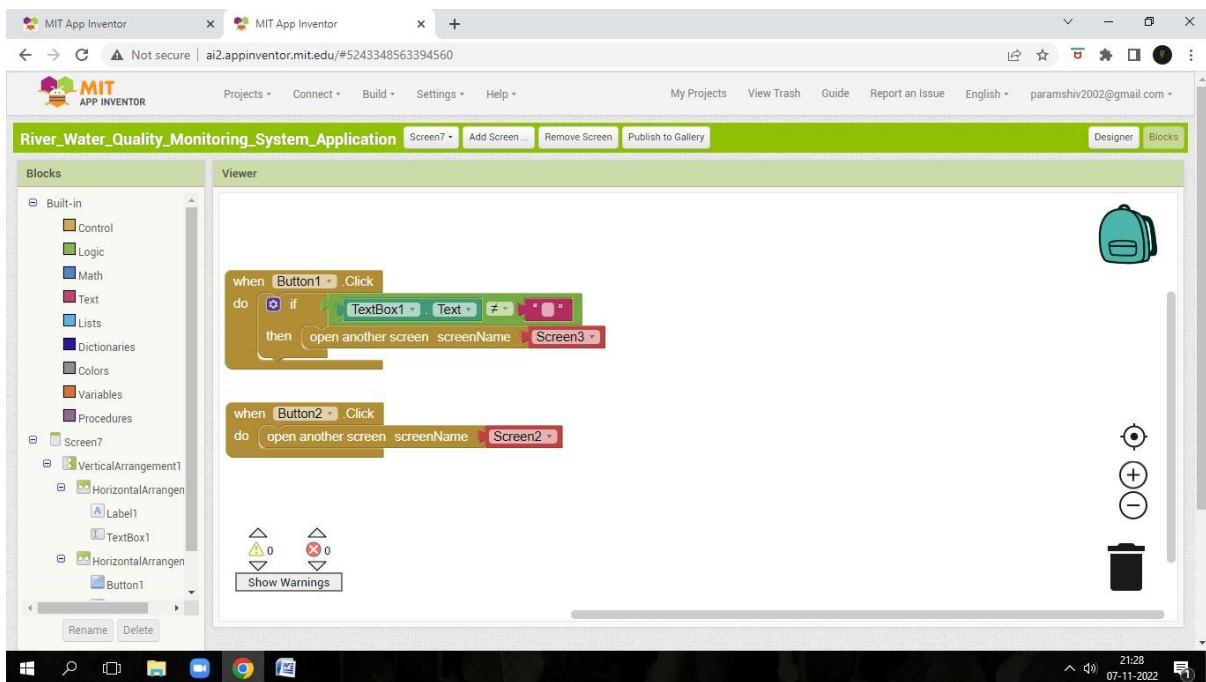 MIT App Inventor
MIT App Inventor
Not secure ai2.appinventor.mit.edu/#5243348563394560
MIT
APP INVENTOR
Projects Connect Build Settings Help My Projects View Trash Guide Report an Issue English paramshiv2002@gmail.com
River_Water_Quality_Monitoring_System_Application Screen7 Add Screen ... Remove Screen Publish to Gallery Designer Blocks
Blocks
Viewer
Built-in
Control
Logic
Math
Text
Lists
Dictionaries
Colors
Variables
Procedures
Screen7
VerticalArrangement1
HorizontalArrangen
Label1
TextBox1
HorizontalArrangen
Button1
Rename Delete
when Button1 .Click
do if TextBox1 . Text ≠ " "
then open another screen screenName Screen3
when Button2 .Click
do open another screen screenName Screen2
0 0
Show Warnings
21:28
07-11-2022
1